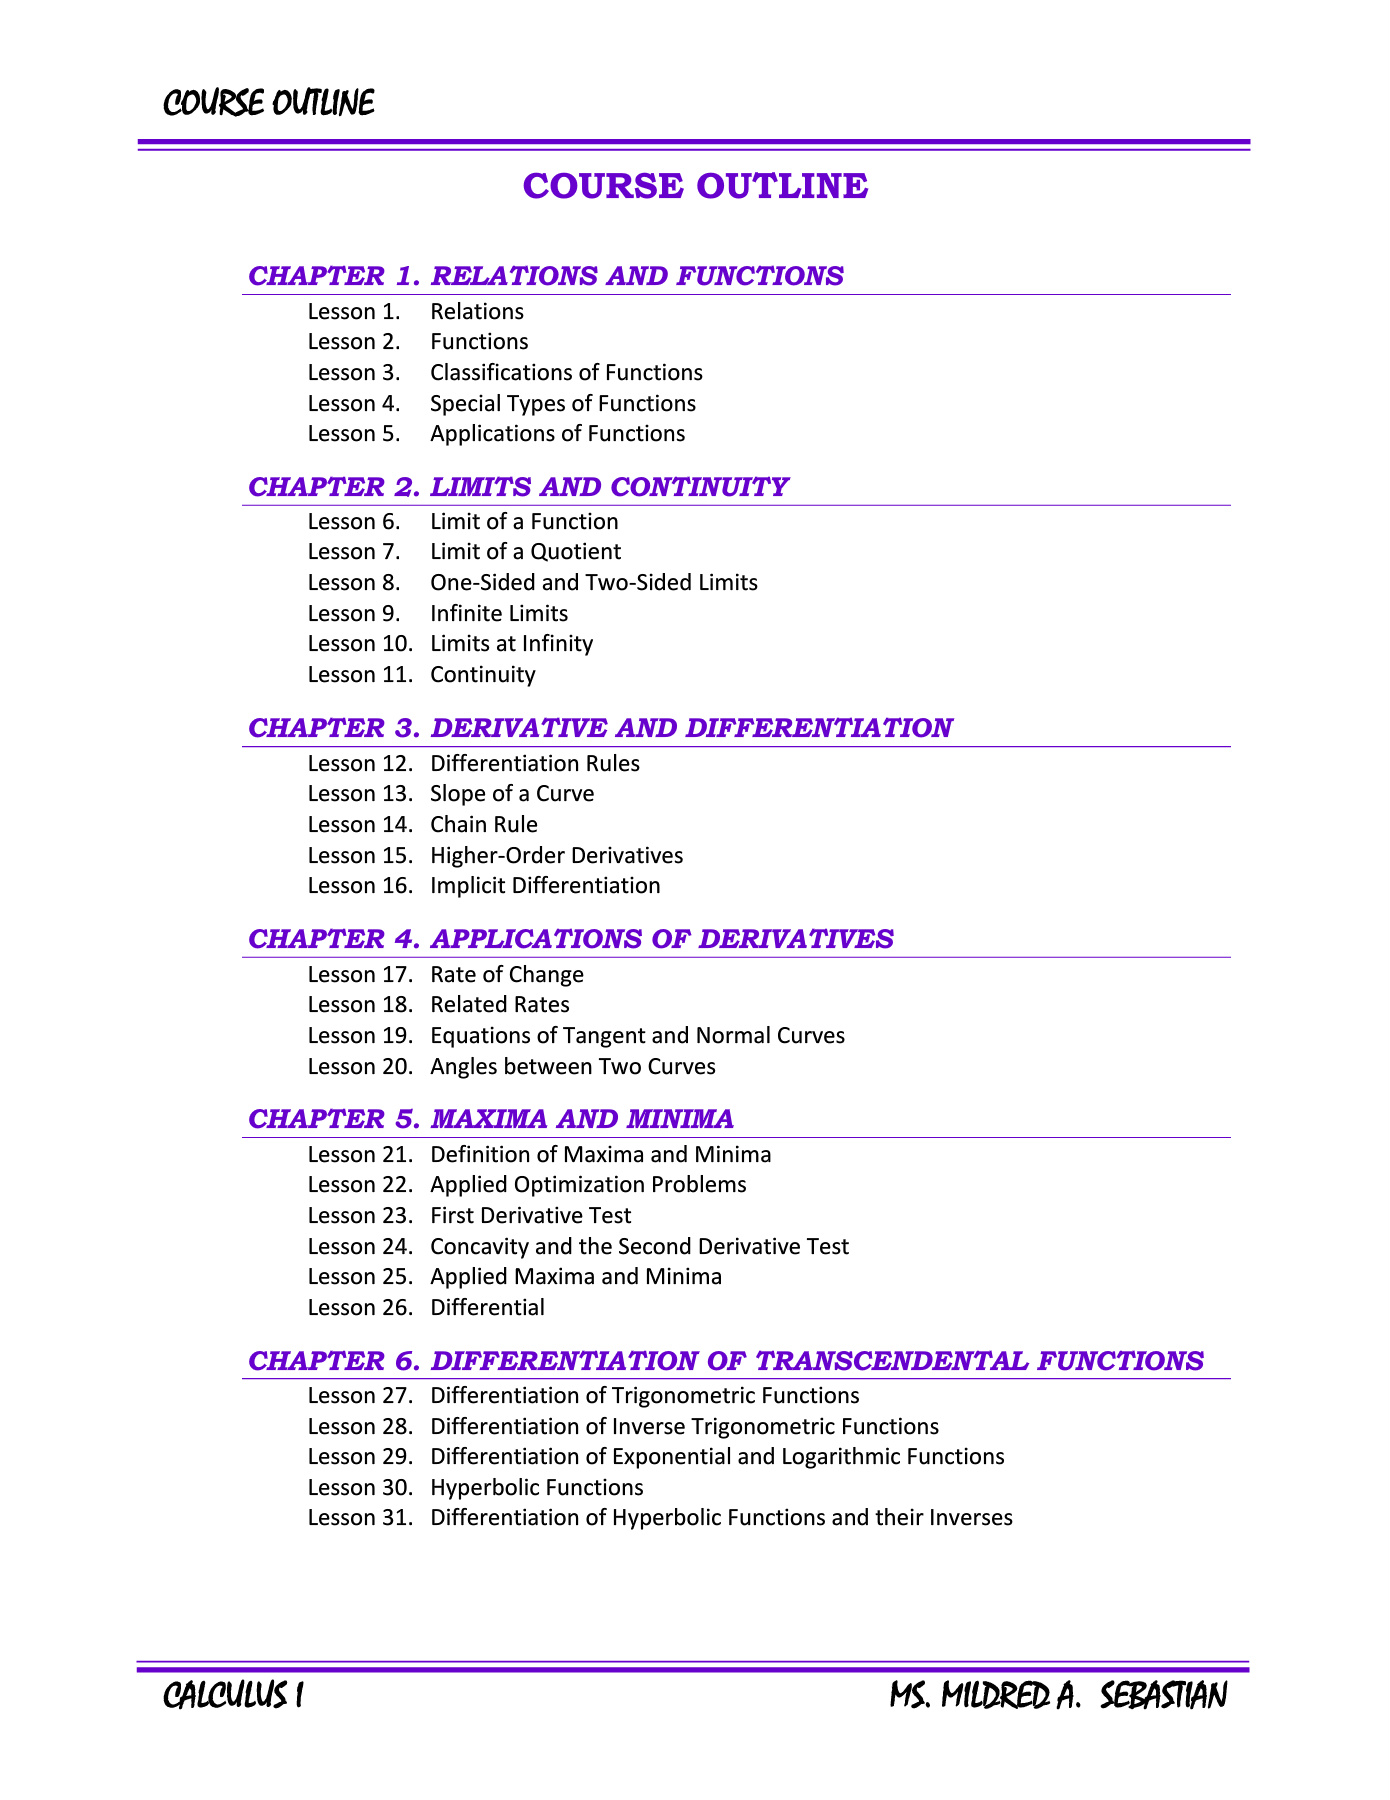 COURSE OUTLINE
COURSE OUTLINE
CHAPTER 1. RELATIONS AND FUNCTIONS
Lesson 1. Relations
Lesson 2. Functions
Lesson 3. Classifications of Functions
Lesson 4. Special Types of Functions
Lesson 5. Applications of Functions
CHAPTER 2. LIMITS AND CONTINUITY
Lesson 6. Limit of a Function
Lesson 7. Limit of a Quotient
Lesson 8. One-Sided and Two-Sided Limits
Lesson 9. Infinite Limits
Lesson 10. Limits at Infinity
Lesson 11. Continuity
CHAPTER 3. DERIVATIVE AND DIFFERENTIATION
Lesson 12. Differentiation Rules
Lesson 13. Slope of a Curve
Lesson 14. Chain Rule
Lesson 15. Higher-Order Derivatives
Lesson 16. Implicit Differentiation
CHAPTER 4. APPLICATIONS OF DERIVATIVES
Lesson 17. Rate of Change
Lesson 18. Related Rates
Lesson 19. Equations of Tangent and Normal Curves
Lesson 20. Angles between Two Curves
CHAPTER 5. MAXIMA AND MINIMA
Lesson 21. Definition of Maxima and Minima
Lesson 22. Applied Optimization Problems
Lesson 23. First Derivative Test
Lesson 24. Concavity and the Second Derivative Test
Lesson 25. Applied Maxima and Minima
Lesson 26. Differential
CHAPTER 6. DIFFERENTIATION OF TRANSCENDENTAL FUNCTIONS
Lesson 27. Differentiation of Trigonometric Functions
Lesson 28. Differentiation of Inverse Trigonometric Functions
Lesson 29. Differentiation of Exponential and Logarithmic Functions
Lesson 30. Hyperbolic Functions
Lesson 31. Differentiation of Hyperbolic Functions and their Inverses
CALCULUS I MS. MILDRED A. SEBASTIAN